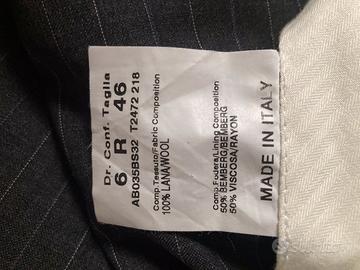 Dr. Conf. Taglia
6 R 46
AB035BS32 T2472 218
Comp.Tessuto/Fabric Composition
100% LANA/WOOL
Comp.Fodera/Lining Composition
50% BEMBERG/BEMBERG
50% VISCOSA/RAYON
MADE IN ITALY
subito